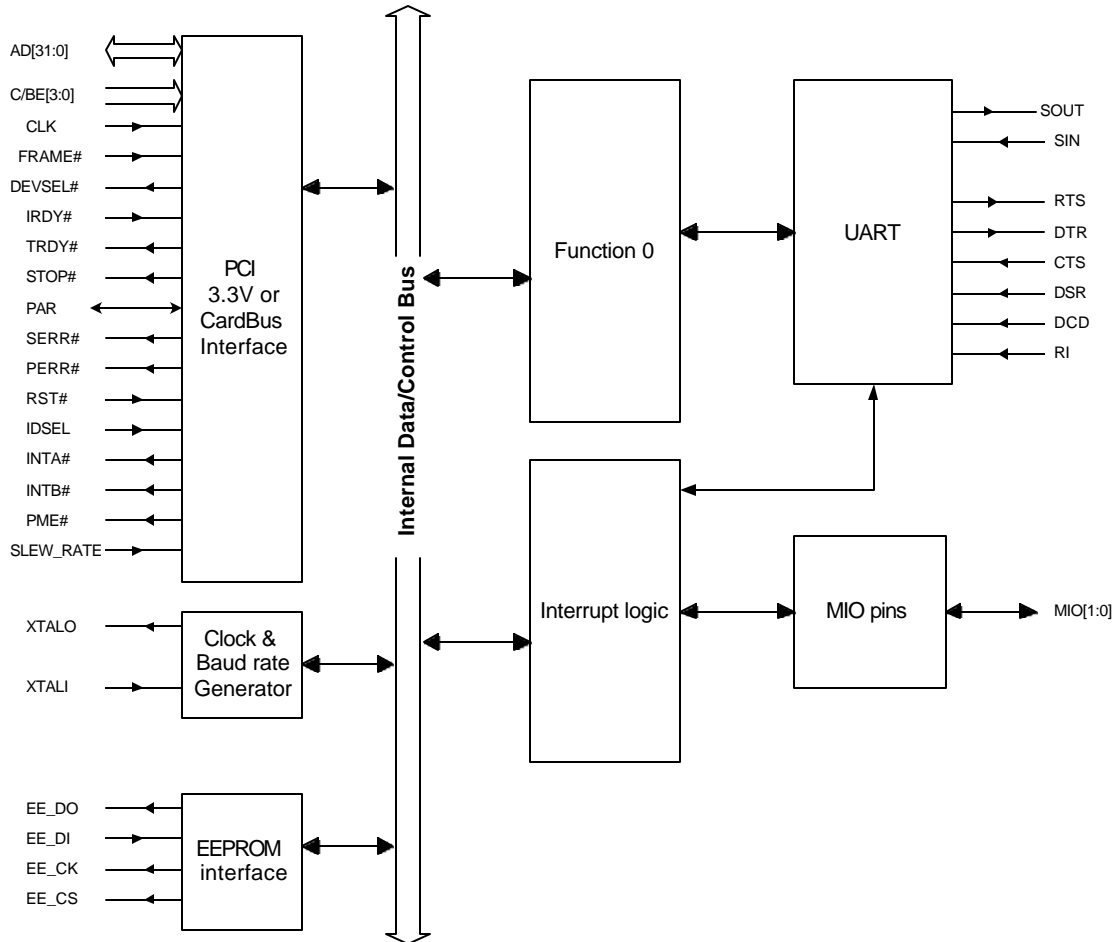 AD[31:0]
C/BE[3:0]
CLK
FRAME#
DEVSEL#
IRDY#
TRDY#
STOP#
PAR
SERR#
PERR#
RST#
IDSEL
INTA#
INTB#
PME#
SLEW_RATE
PCI
3.3V or
CardBus
Interface
XTALO
XTALI
Clock &
Baud rate
Generator
EE_DO
EE_DI
EE_CK
EE_CS
EEPROM
interface
Internal Data/Control Bus
Function 0
Interrupt logic
UART
SOUT
SIN
RTS
DTR
CTS
DSR
DCD
RI
MIO pins
MIO[1:0]